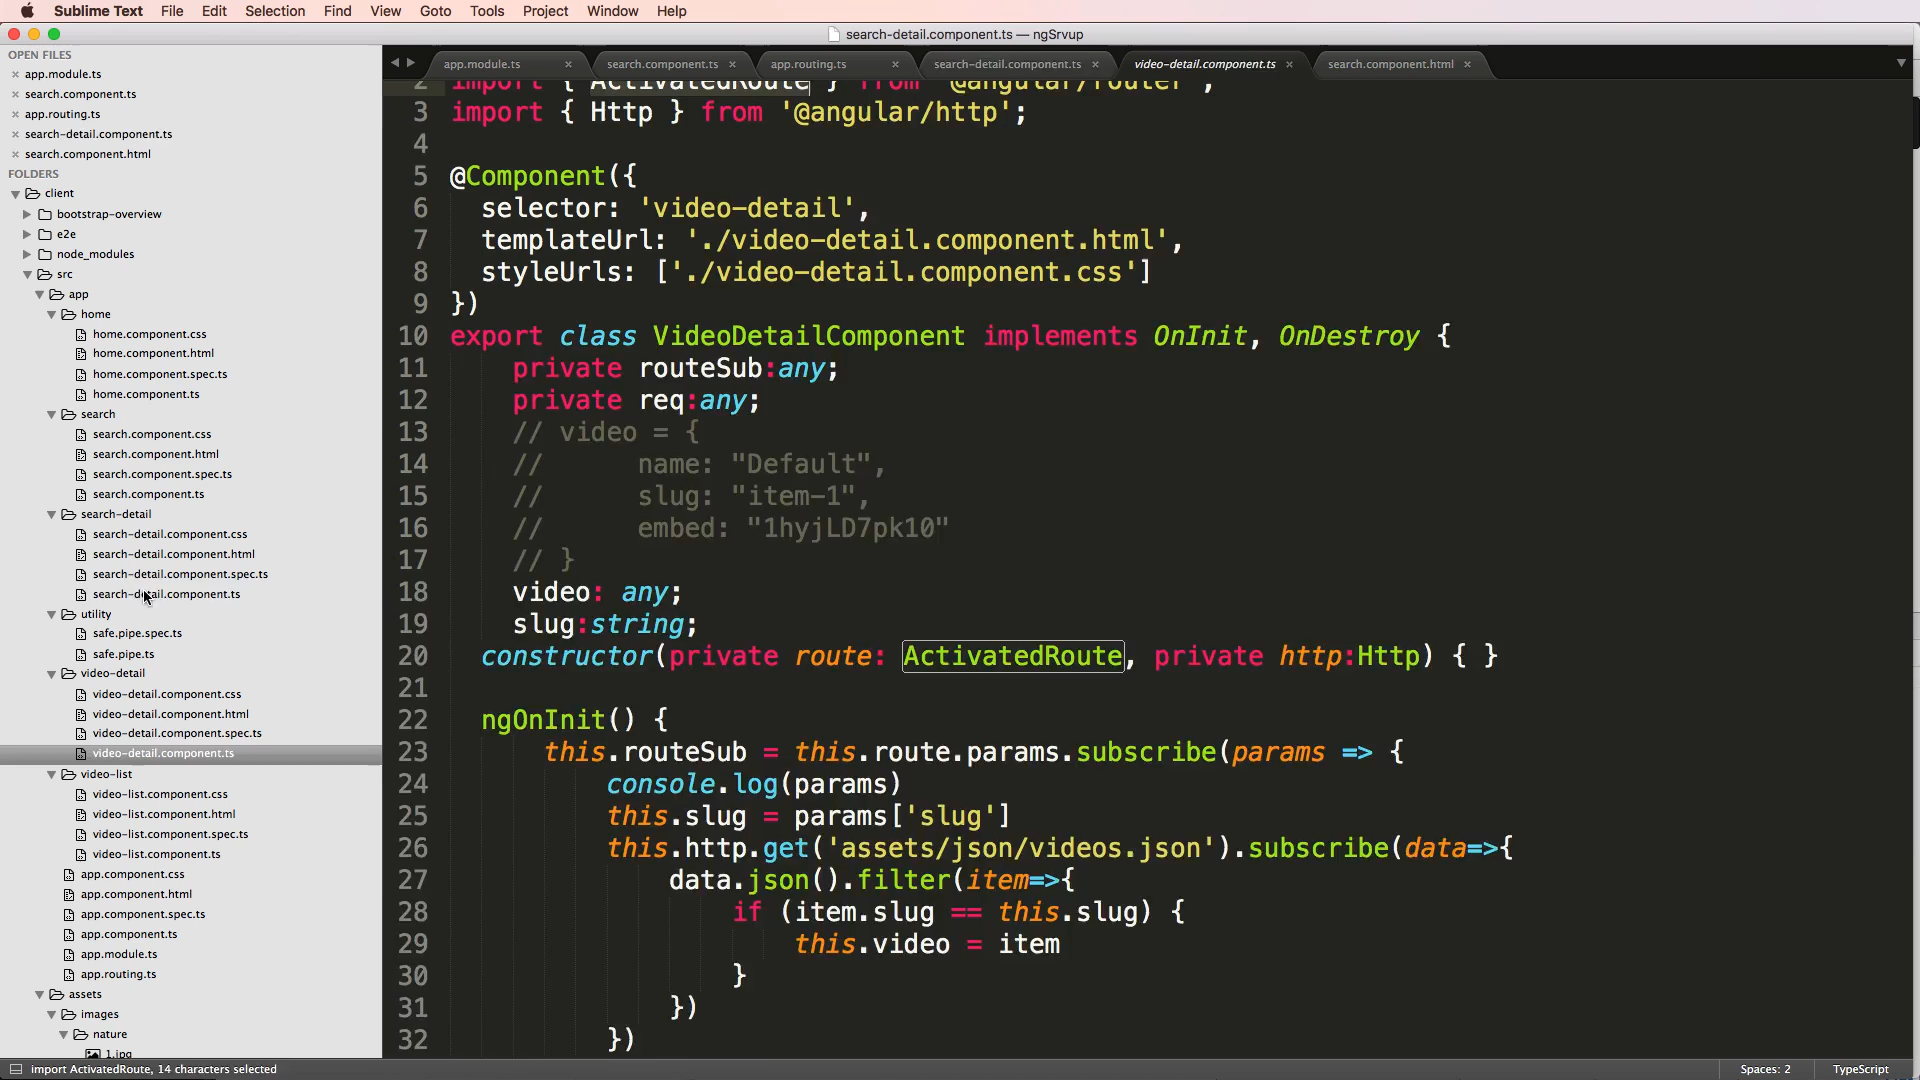 Sublime Text File Edit Selection Find View Goto Tools Project Window Help
search-detail.component.ts — ngSrvup
OPEN FILES
app.module.ts
search.component.ts
app.routing.ts
search-detail.component.ts
search.component.html
FOLDERS
client
bootstrap-overview
e2e
node_modules
src
app
home
home.component.css
home.component.html
home.component.spec.ts
home.component.ts
search
search.component.css
search.component.html
search.component.spec.ts
search.component.ts
search-detail
search-detail.component.css
search-detail.component.html
search-detail.component.spec.ts
search-detail.component.ts
utility
safe.pipe.spec.ts
safe.pipe.ts
video-detail
video-detail.component.css
video-detail.component.html
video-detail.component.spec.ts
video-detail.component.ts
video-list
video-list.component.css
video-list.component.html
video-list.component.spec.ts
video-list.component.ts
app.component.css
app.component.html
app.component.spec.ts
app.component.ts
app.module.ts
app.routing.ts
assets
images
nature
1.jpg
app.module.ts search.component.ts app.routing.ts search-detail.component.ts video-detail.component.ts search.component.html
2 import { ActivatedRoute } from '@angular/router';
3 import { Http } from '@angular/http';
4
5 @Component({
6 selector: 'video-detail',
7 templateUrl: './video-detail.component.html',
8 styleUrls: ['./video-detail.component.css']
9 })
10 export class VideoDetailComponent implements OnInit, OnDestroy {
11 private routeSub:any;
12 private req:any;
13 // video = {
14 // name: "Default",
15 // slug: "item-1",
16 // embed: "1hyjLD7pk10"
17 // }
18 video: any;
19 slug:string;
20 constructor(private route: ActivatedRoute, private http:Http) { }
21
22 ngOnInit() {
23 this.routeSub = this.route.params.subscribe(params => {
24 console.log(params)
25 this.slug = params['slug']
26 this.http.get('assets/json/videos.json').subscribe(data=>{
27 data.json().filter(item=>{
28 if (item.slug == this.slug) {
29 this.video = item
30 }
31 })
32 })
import ActivatedRoute, 14 characters selected
Spaces: 2 TypeScript